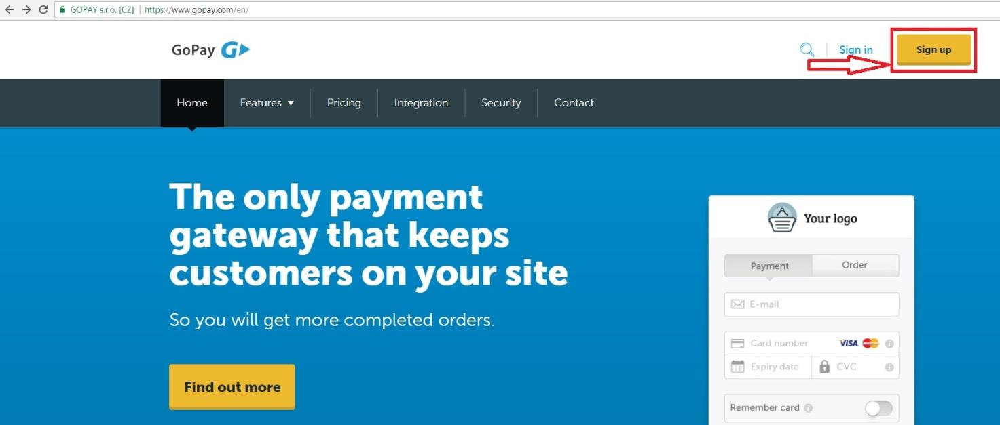 GOPAY s.r.o. [CZ] https://www.gopay.com/en/
GoPay G
Sign in
Sign up
Home Features Pricing Integration Security Contact
The only payment
gateway that keeps
customers on your site
So you will get more completed orders.
Find out more
Your logo
Payment Order
E-mail
Card number VISA MasterCard
Expiry date CVC
Remember card